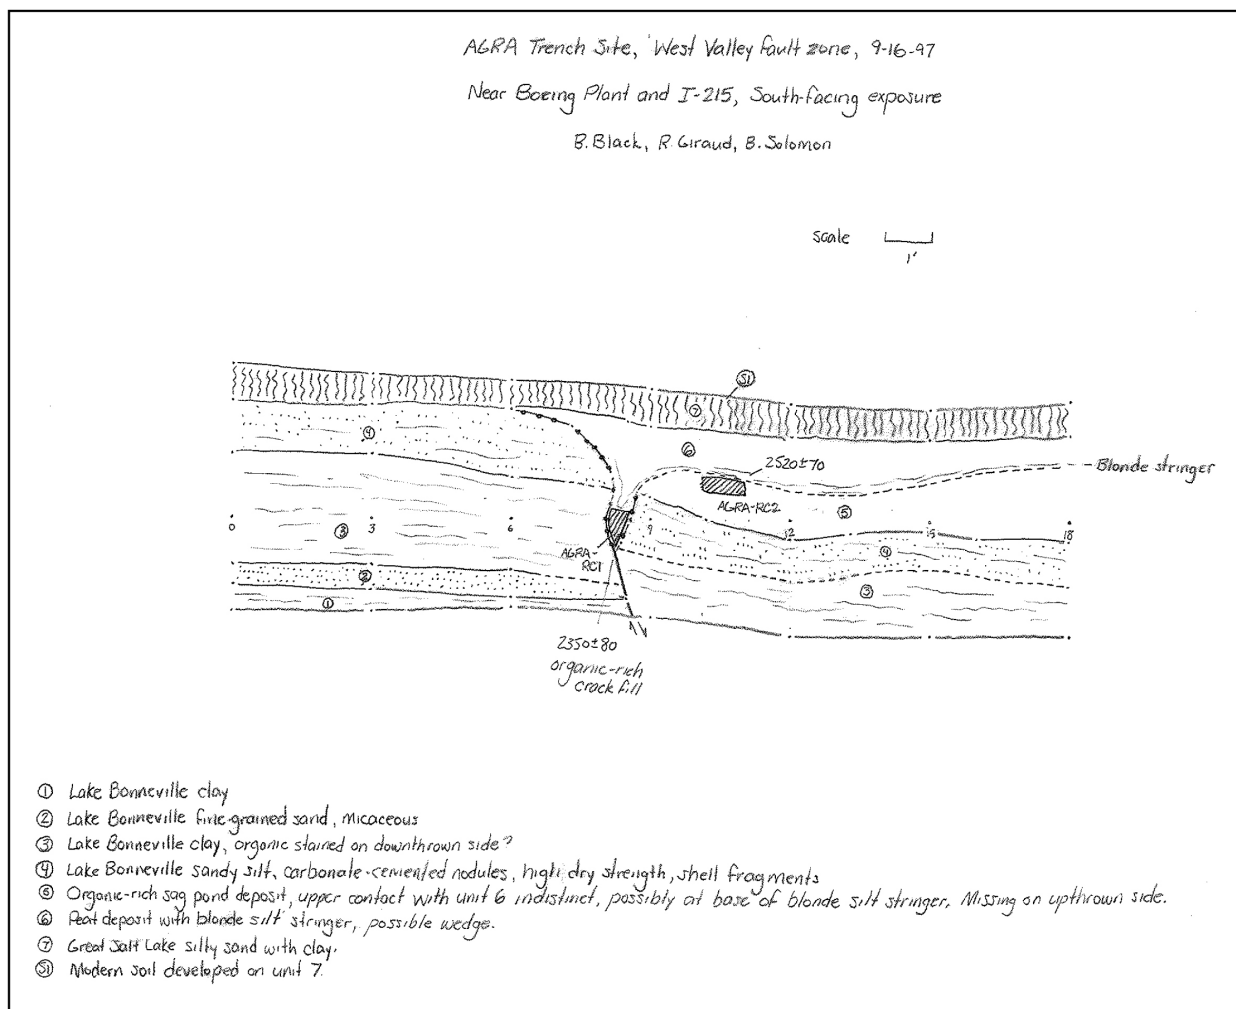 AGRA Trench Site, West Valley fault zone, 9-16-97
Near Boeing Plant and I-215, South-facing exposure
B. Black, R. Giraud, B. Solomon
scale
1'
S1
7
4
6
2520±70
Blonde stringer
AGRA-RC2
5
0
3
3
6
9
12
15
18
AGRA-
RC1
4
2
3
1
2350±80
organic-rich
crack fill
① Lake Bonneville clay
② Lake Bonneville fine-grained sand, micaceous
③ Lake Bonneville clay, organic stained on downthrown side?
④ Lake Bonneville sandy silt, carbonate-cemented nodules, high dry strength, shell fragments
⑤ Organic-rich sag pond deposit, upper contact with unit 6 indistinct, possibly at base of blonde silt stringer. Missing on upthrown side.
⑥ Peat deposit with blonde silt stringer, possible wedge.
⑦ Great Salt Lake silty sand with clay.
S1 Modern soil developed on unit 7.